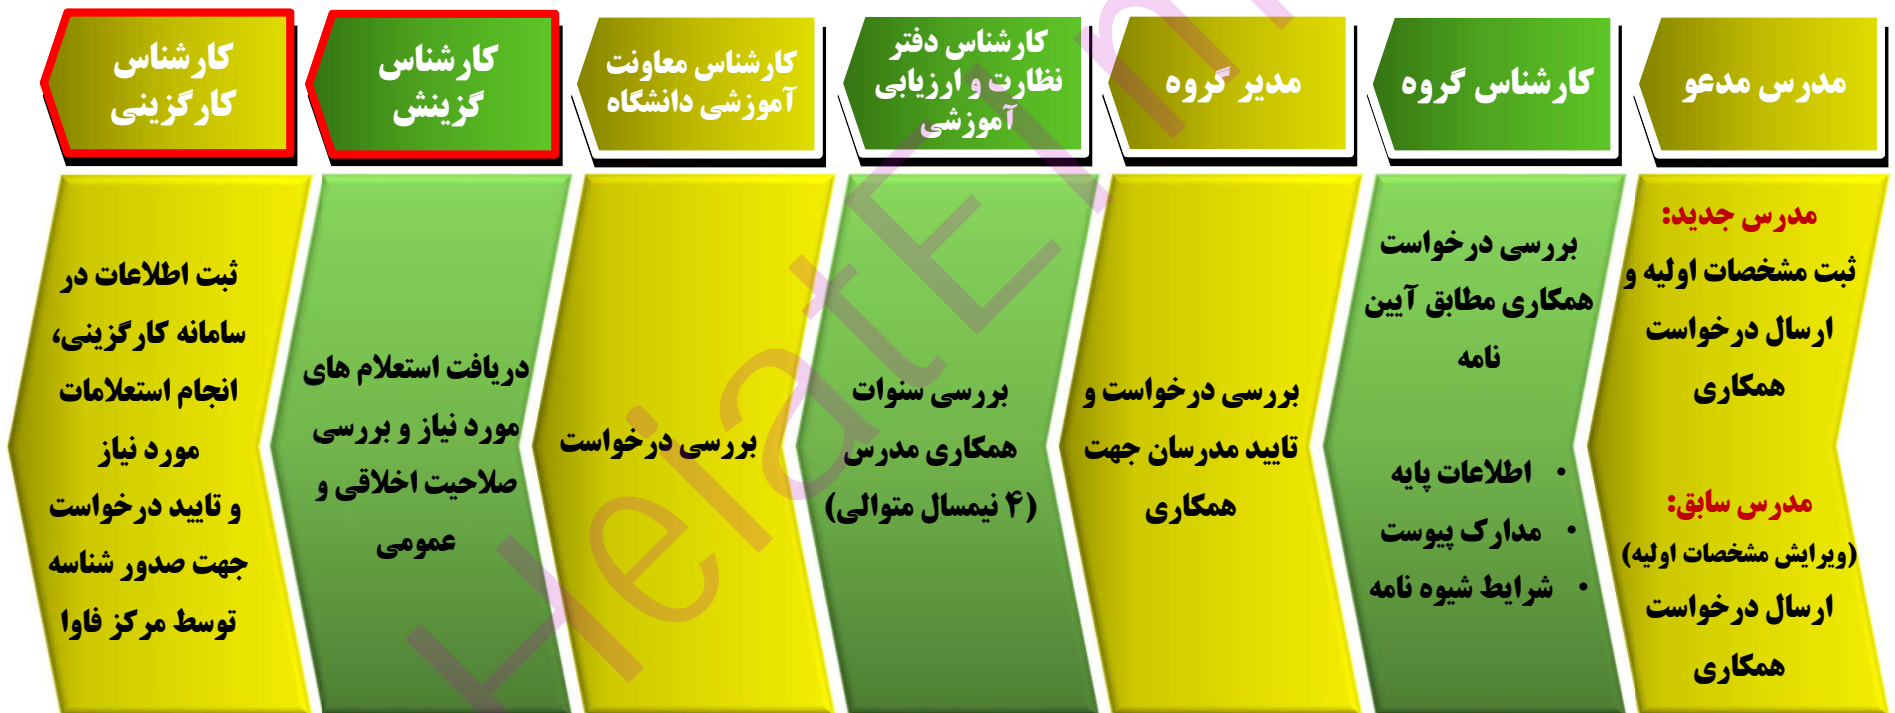 مدرس مدعو
کارشناس گروه
مدیر گروه
کارشناس دفتر
نظارت و ارزیابی
آموزشی
کارشناس معاونت
آموزشی دانشگاه
کارشناس
گزینش
کارشناس
کارگزینی
مدرس جدید:
ثبت مشخصات اولیه و
ارسال درخواست
همکاری
مدرس سابق:
(ویرایش مشخصات اولیه)
ارسال درخواست
همکاری
بررسی درخواست
همکاری مطابق آیین
نامه
• اطلاعات پایه
• مدارک پیوست
• شرایط شیوه نامه
بررسی درخواست و
تایید مدرسان جهت
همکاری
بررسی سنوات
همکاری مدرس
(۴ نیمسال متوالی)
بررسی درخواست
دریافت استعلام های
مورد نیاز و بررسی
صلاحیت اخلاقی و
عمومی
ثبت اطلاعات در
سامانه کارگزینی،
انجام استعلامات
مورد نیاز
و تایید درخواست
جهت صدور شناسه
توسط مرکز فاوا